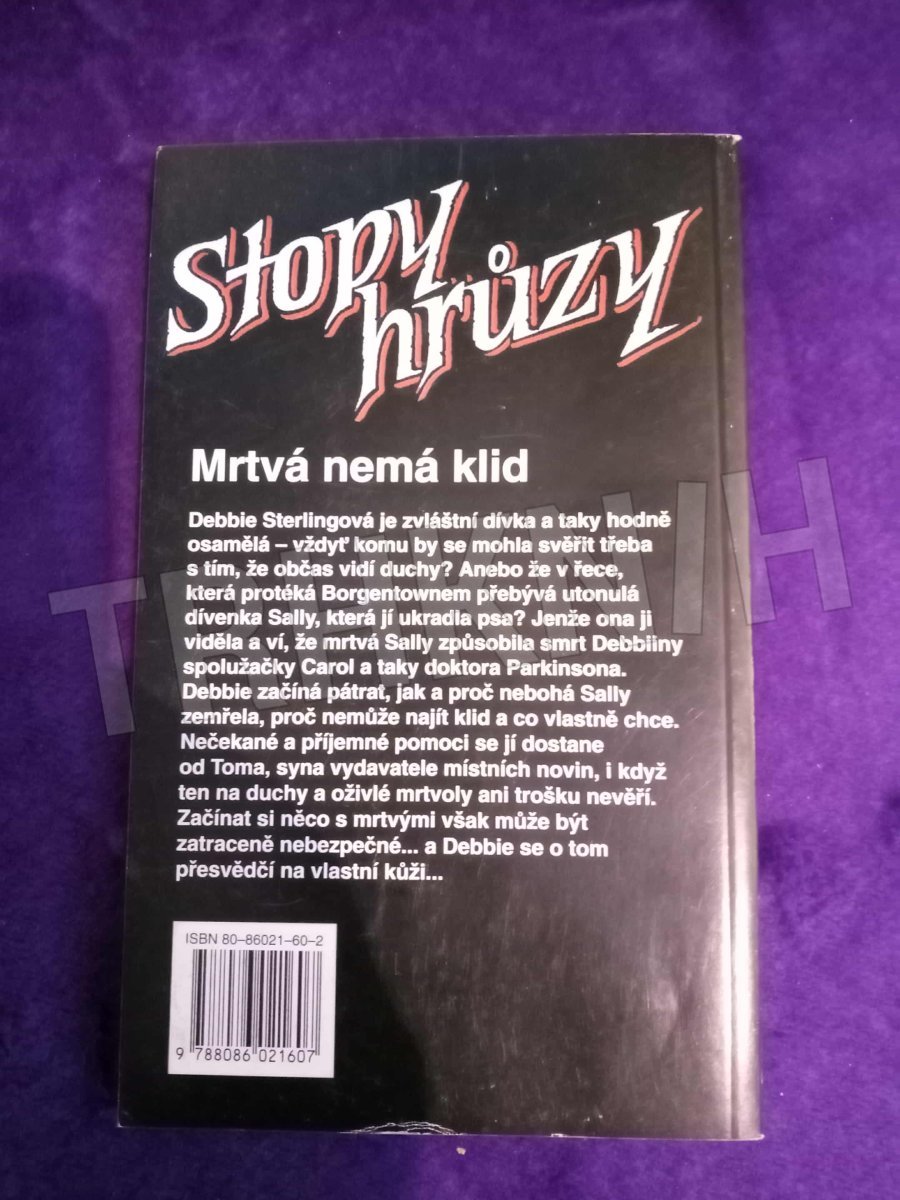 Stopy
hrůzy
Mrtvá nemá klid
Debbie Sterlingová je zvláštní dívka a taky hodně
osamělá – vždyť komu by se mohla svěřit třeba
s tím, že občas vidí duchy? Anebo že v řece,
která protéká Borgentownem přebývá utonulá
dívenka Sally, která jí ukradla psa? Jenže ona ji
viděla a ví, že mrtvá Sally způsobila smrt Debbiiny
spolužačky Carol a taky doktora Parkinsona.
Debbie začíná pátrat, jak a proč nebohá Sally
zemřela, proč nemůže najít klid a co vlastně chce.
Nečekané a příjemné pomoci se jí dostane
od Toma, syna vydavatele místních novin, i když
ten na duchy a oživlé mrtvoly ani trošku nevěří.
Začínat si něco s mrtvými však může být
zatraceně nebezpečné... a Debbie se o tom
přesvědčí na vlastní kůži...
ISBN 80–86021–60–2
9 788086 021607
TRHKNIH